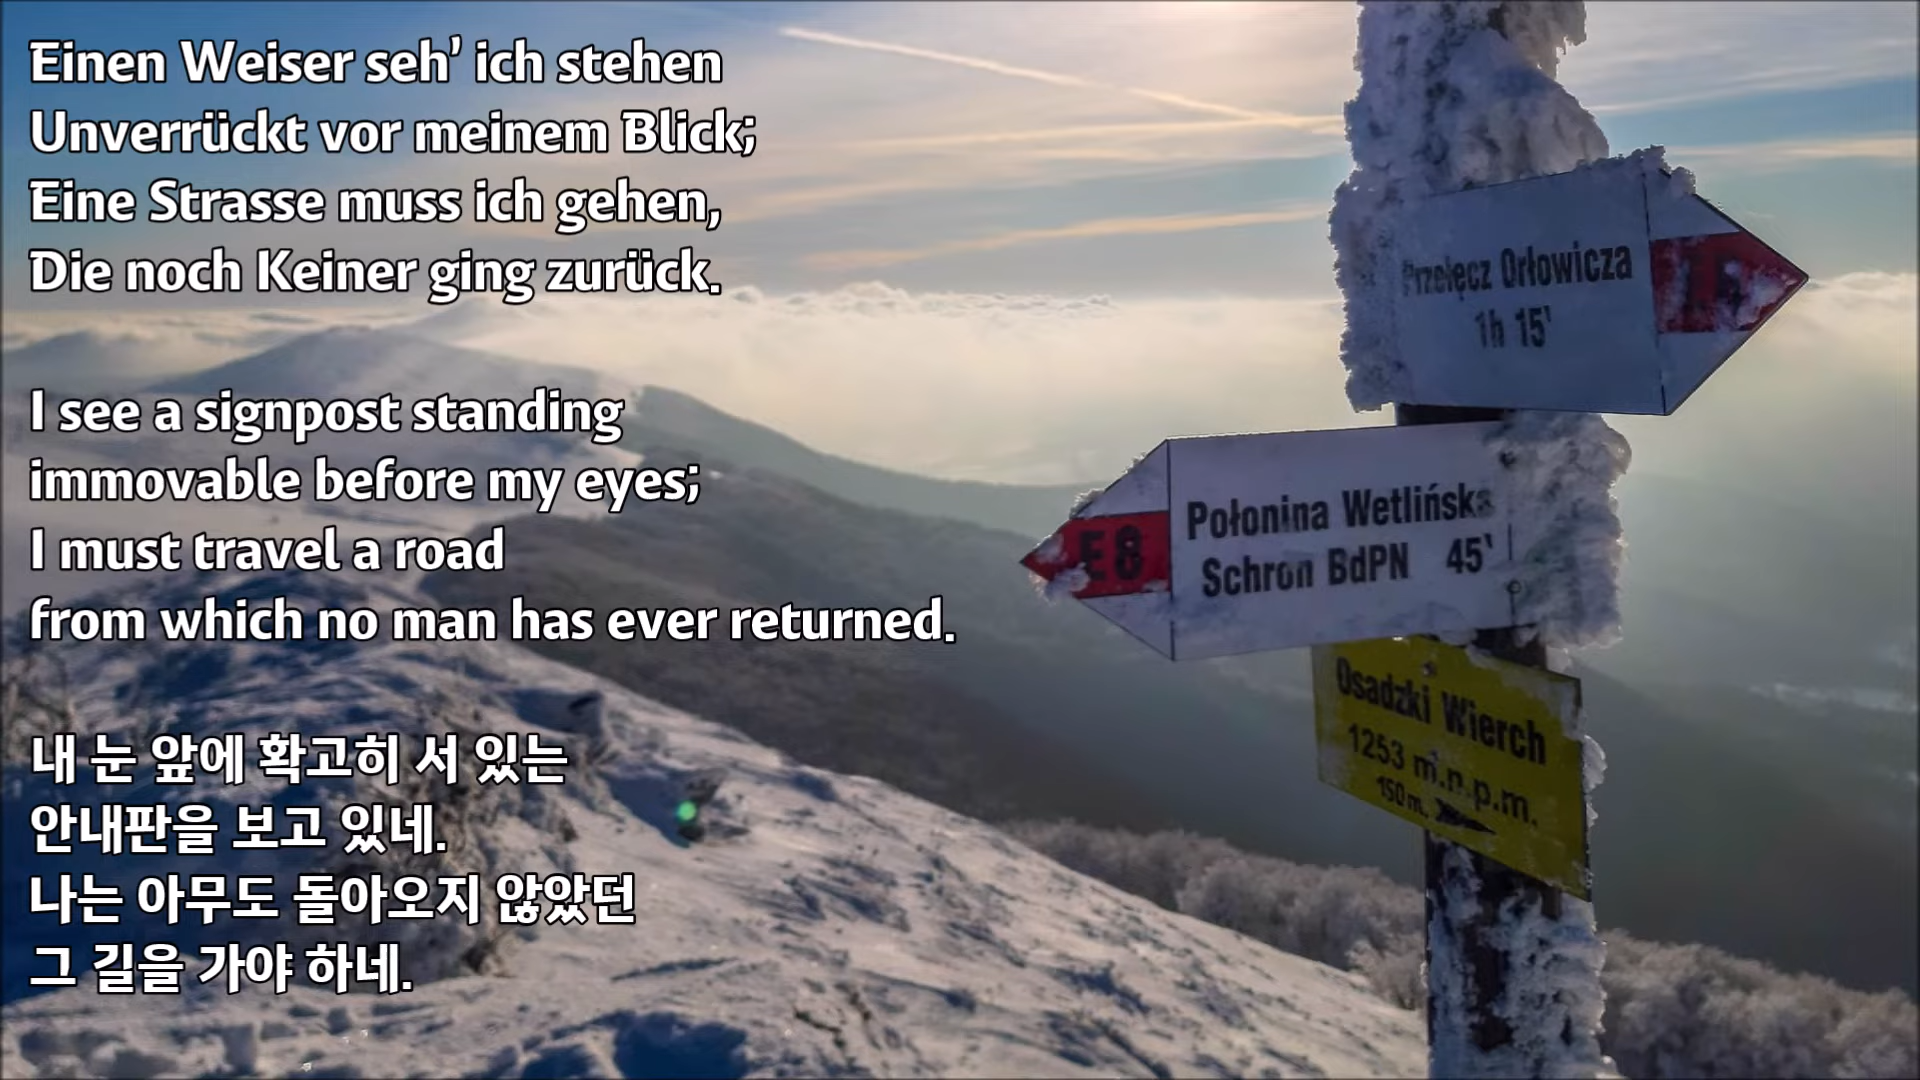 Einen Weiser seh’ ich stehen
Unverrückt vor meinem Blick;
Eine Strasse muss ich gehen,
Die noch Keiner ging zurück.
I see a signpost standing
immovable before my eyes;
I must travel a road
from which no man has ever returned.
내 눈 앞에 확고히 서 있는
안내판을 보고 있네.
나는 아무도 돌아오지 않았던
그 길을 가야 하네.
Przełęcz Orłowicza
1h 15'
Połonina Wetlińska
E8
Schron BdPN 45'
Osadzki Wierch
1253 m.n.p.m.
150m.